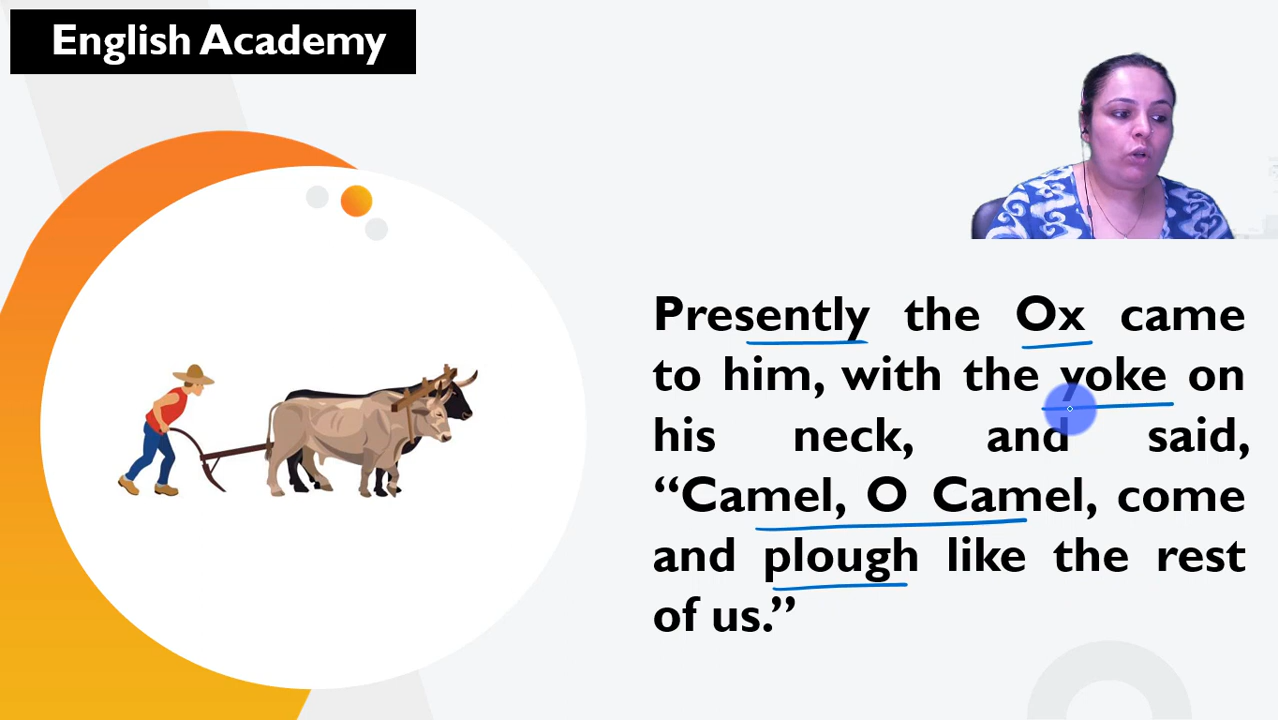 English Academy
Presently the Ox came
to him, with the yoke on
his neck, and said,
“Camel, O Camel, come
and plough like the rest
of us.”